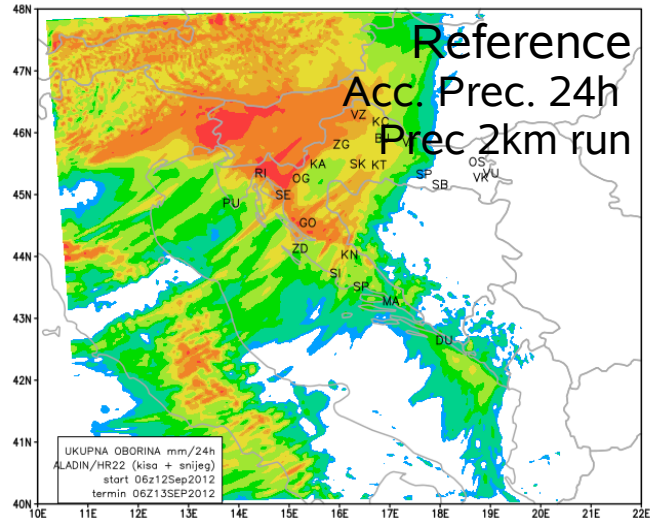 48N
47N
46N
45N
44N
43N
42N
41N
40N
Reference
Acc. Prec. 24h
Prec 2km run
VZ
KC
ZG
BJ
KA
SK
KT
OS
VU
VK
RI
OG
SP
SB
PU
SE
GO
ZD
KN
SI
SP
MA
DU
UKUPNA OBORINA mm/24h
ALADIN/HR22 (kisa + snijeg)
start 06z12Sep2012
termin 06Z13SEP2012
10E 11E 12E 13E 14E 15E 16E 17E 18E 19E 20E 21E 22E